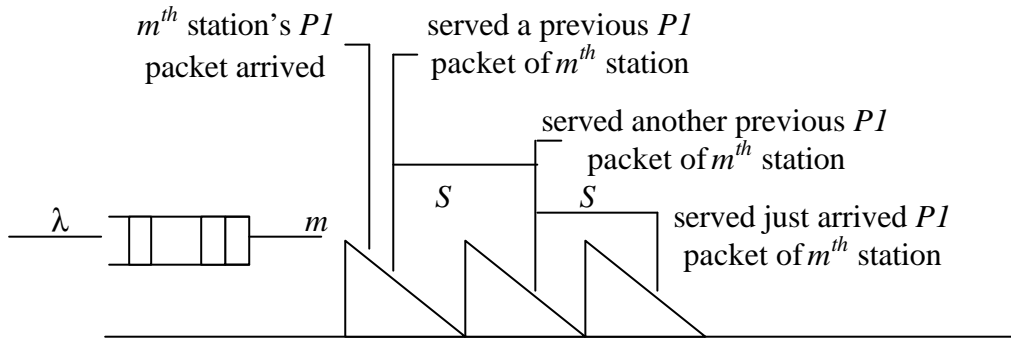 m^th station's P1
packet arrived
served a previous P1
packet of m^th station
served another previous P1
packet of m^th station
S
S
λ
m
served just arrived P1
packet of m^th station